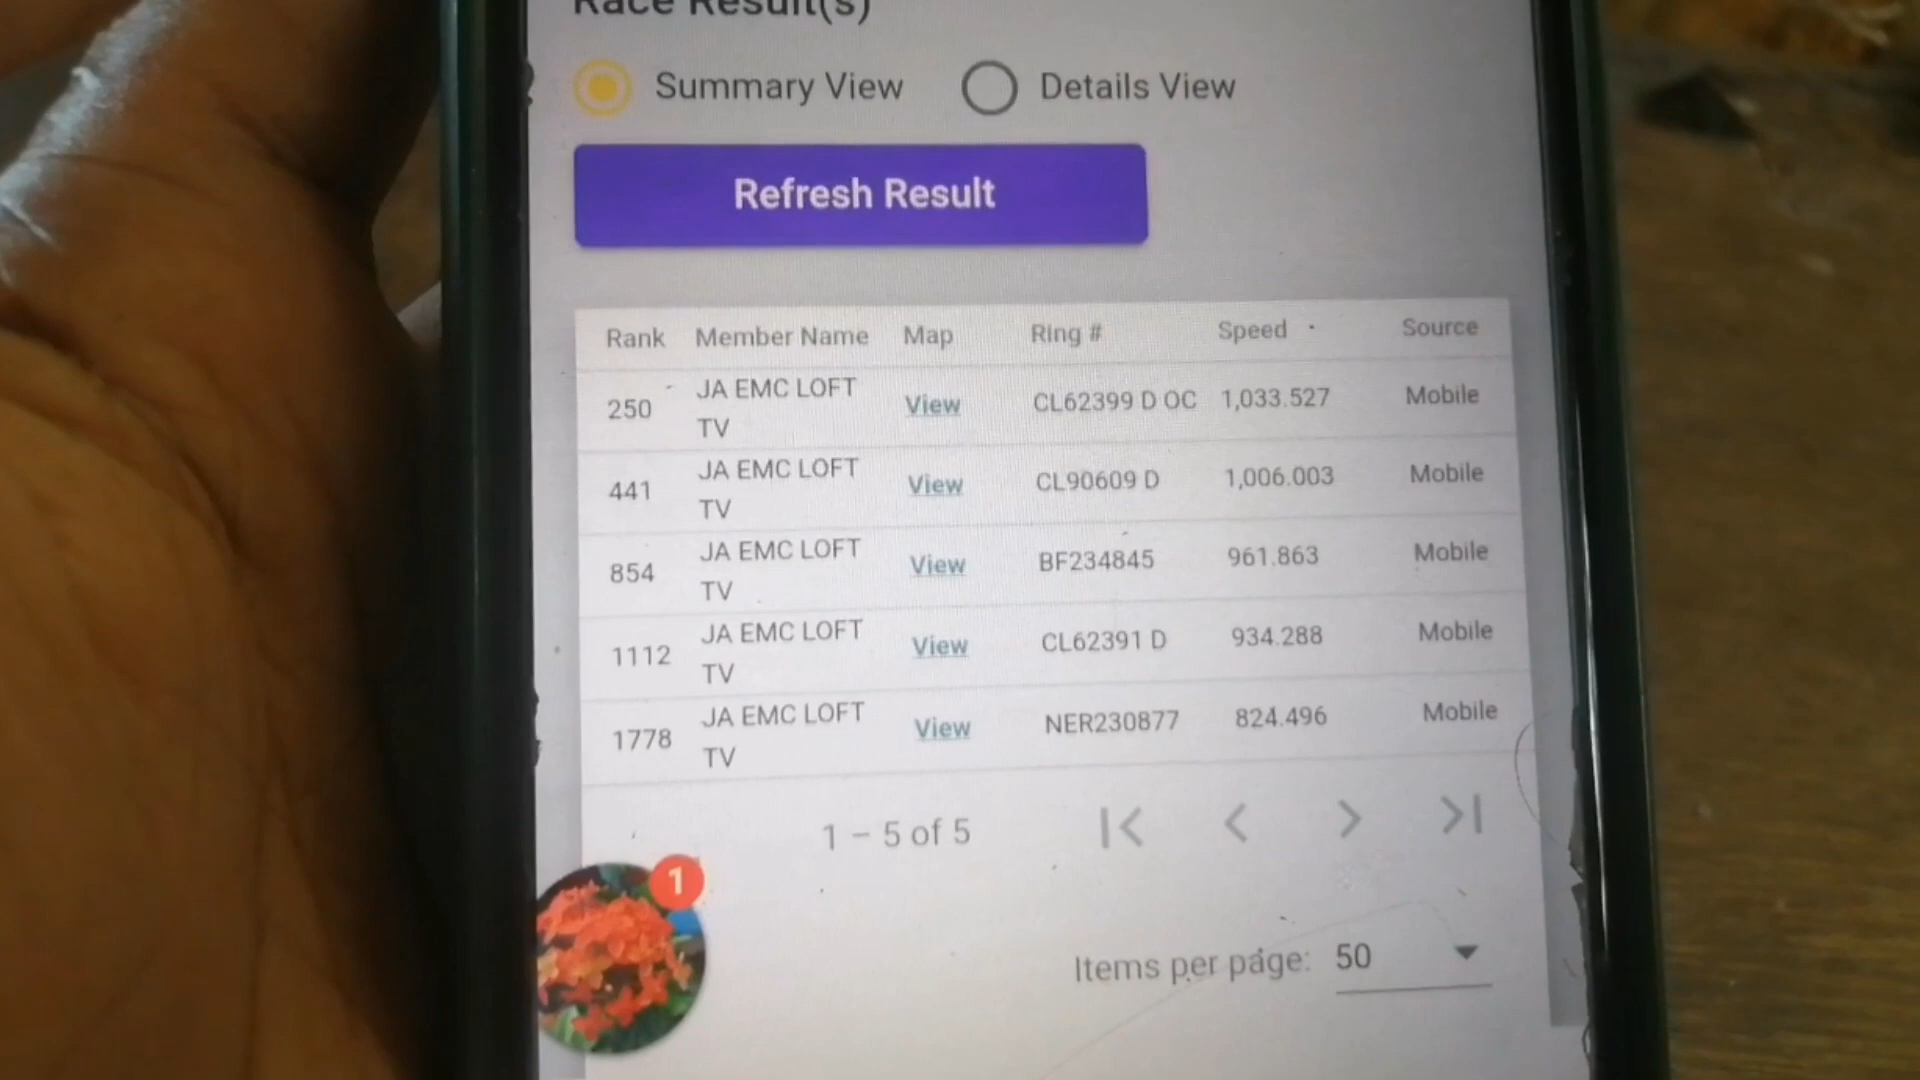 Race Result(s)
Summary View Details View
Refresh Result
Rank Member Name Map Ring # Speed Source
250 JA EMC LOFT TV View CL62399 D OC 1,033.527 Mobile
441 JA EMC LOFT TV View CL90609 D 1,006.003 Mobile
854 JA EMC LOFT TV View BF234845 961.863 Mobile
1112 JA EMC LOFT TV View CL62391 D 934.288 Mobile
1778 JA EMC LOFT TV View NER230877 824.496 Mobile
1 – 5 of 5
1
Items per page: 50